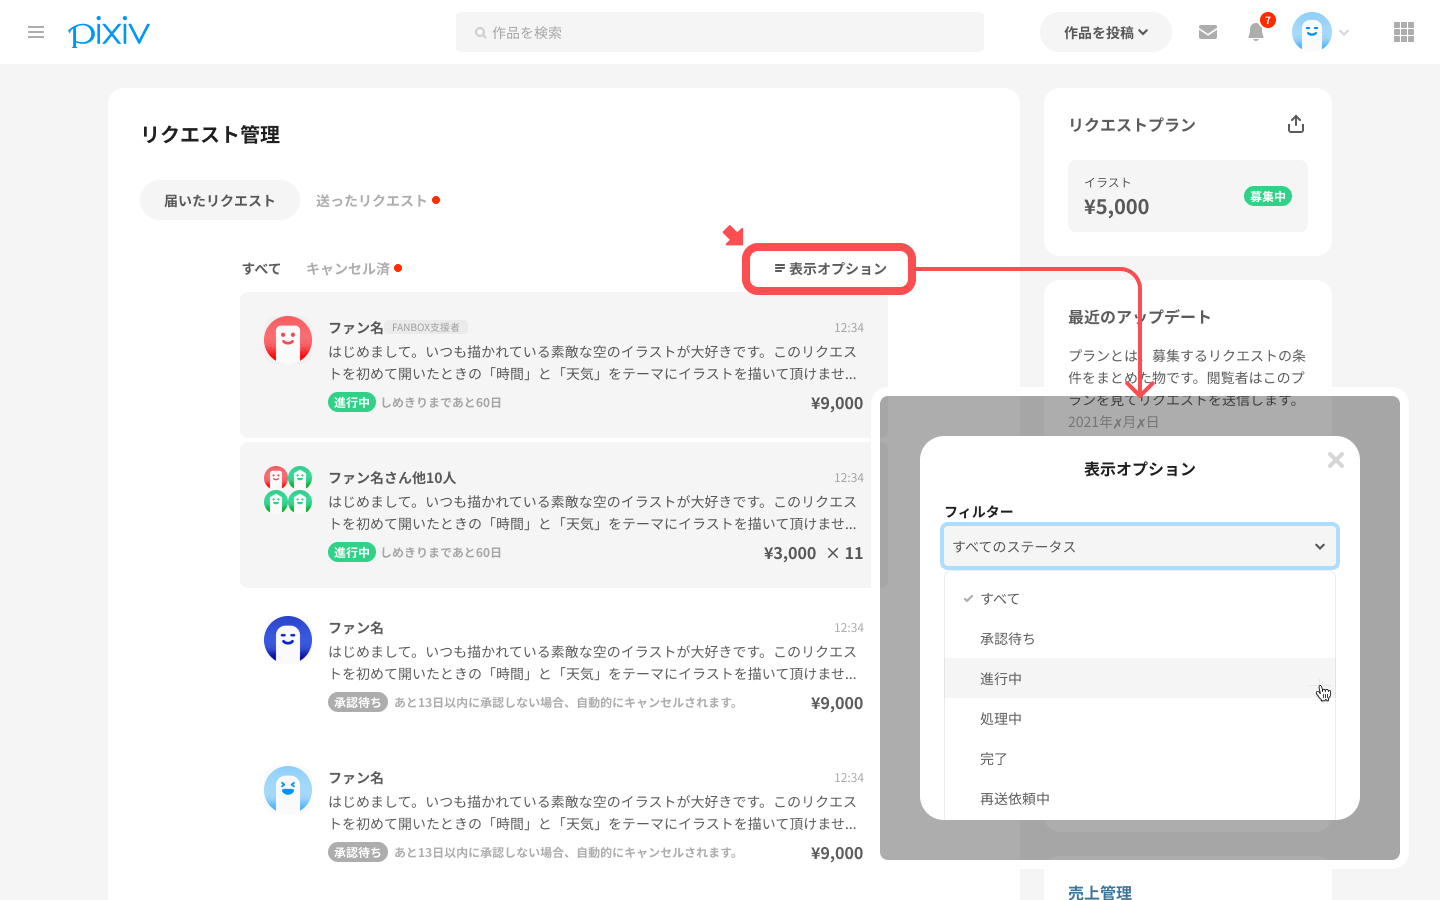 pixiv
作品を検索
作品を投稿
7
リクエスト管理
届いたリクエスト
送ったリクエスト
すべて
キャンセル済
表示オプション
ファン名
FANBOX支援者
12:34
はじめまして。いつも描かれている素敵な空のイラストが大好きです。このリクエス
トを初めて開いたときの「時間」と「天気」をテーマにイラストを描いて頂けませ...
進行中 しめきりまであと60日
¥9,000
ファン名さん他10人
12:34
はじめまして。いつも描かれている素敵な空のイラストが大好きです。このリクエス
トを初めて開いたときの「時間」と「天気」をテーマにイラストを描いて頂けませ...
進行中 しめきりまであと60日
¥3,000 × 11
ファン名
12:34
はじめまして。いつも描かれている素敵な空のイラストが大好きです。このリクエス
トを初めて開いたときの「時間」と「天気」をテーマにイラストを描いて頂けませ...
承認待ち あと13日以内に承認しない場合、自動的にキャンセルされます。
¥9,000
ファン名
12:34
はじめまして。いつも描かれている素敵な空のイラストが大好きです。このリクエス
トを初めて開いたときの「時間」と「天気」をテーマにイラストを描いて頂けませ...
承認待ち あと13日以内に承認しない場合、自動的にキャンセルされます。
¥9,000
リクエストプラン
イラスト
¥5,000
募集中
最近のアップデート
プランとは、募集するリクエストの条
件をまとめた物です。閲覧者はこのプ
ランを見てリクエストを送信します。
2021年✗月✗日
表示オプション
フィルター
すべてのステータス
すべて
承認待ち
進行中
処理中
完了
再送依頼中
売上管理